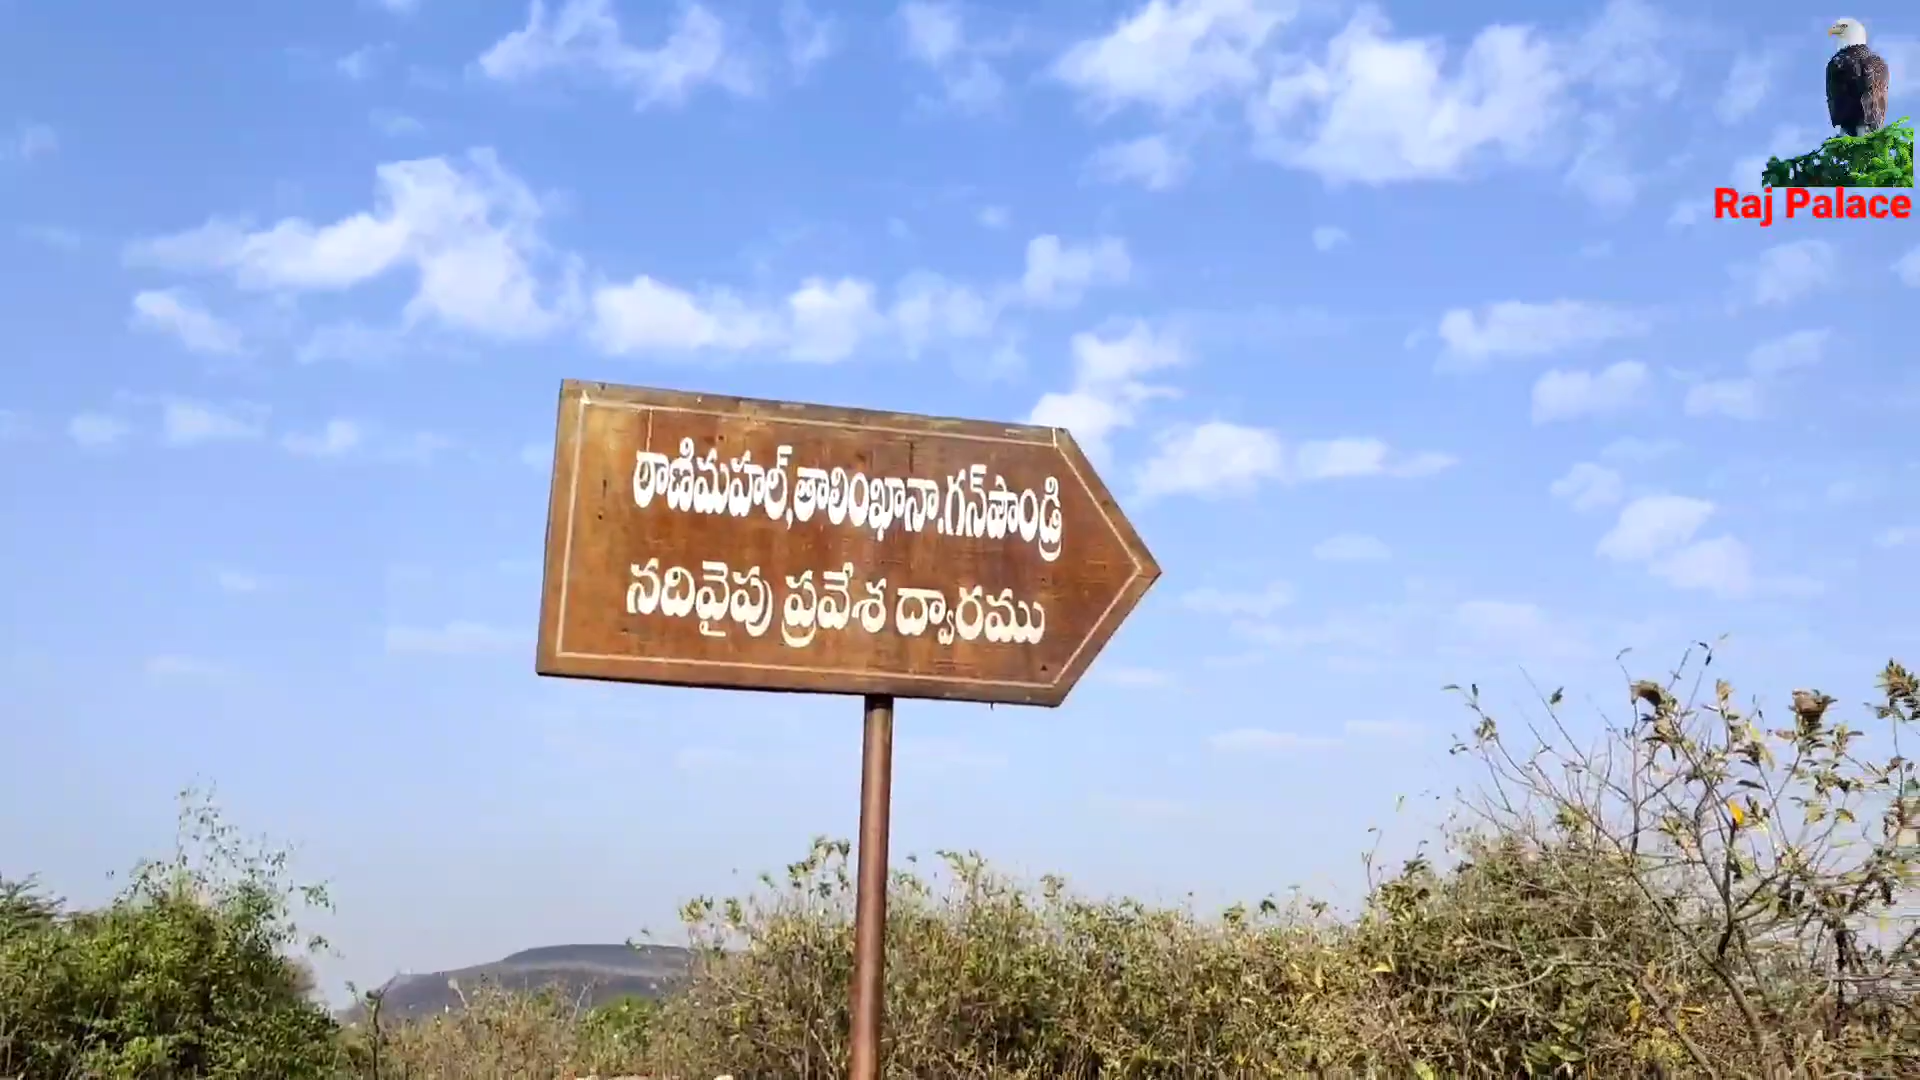 రాణిమహల్,తాలింఖానా.గన్‌పౌండ్రి
నదివైపు ప్రవేశ ద్వారము
Raj Palace